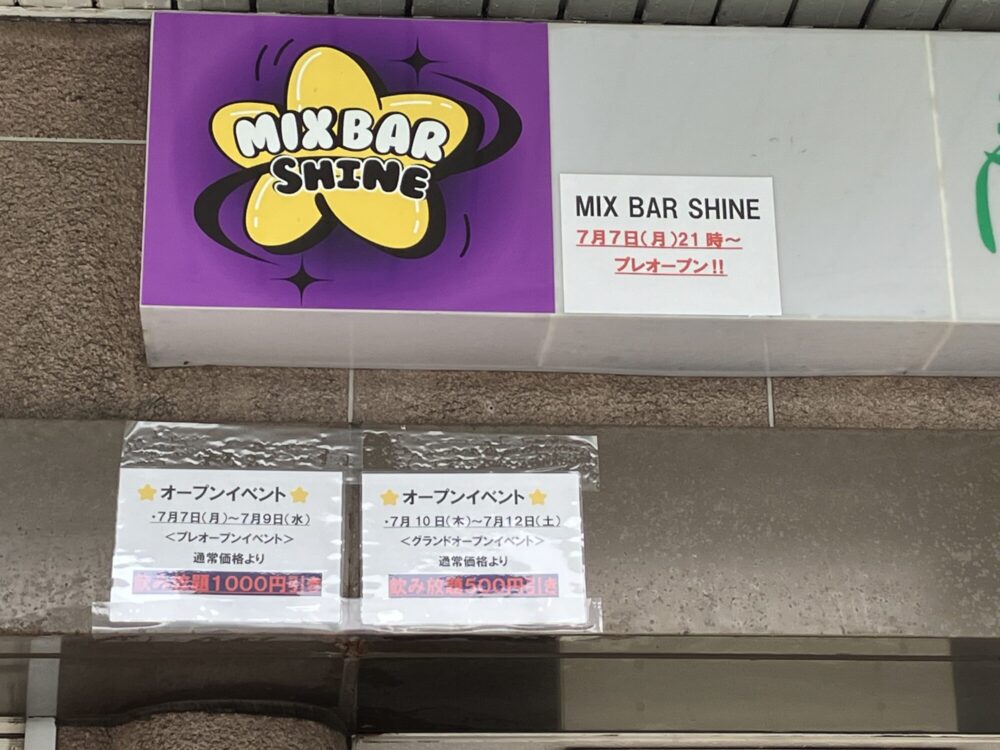 MIX BAR
SHINE
MIX BAR SHINE
7月7日(月)21時～
プレオープン!!
オープンイベント
・7月7日(月)～7月9日(水)
＜プレオープンイベント＞
通常価格より
飲み放題1000円引き
オープンイベント
・7月10日(木)～7月12日(土)
＜グランドオープンイベント＞
通常価格より
飲み放題500円引き